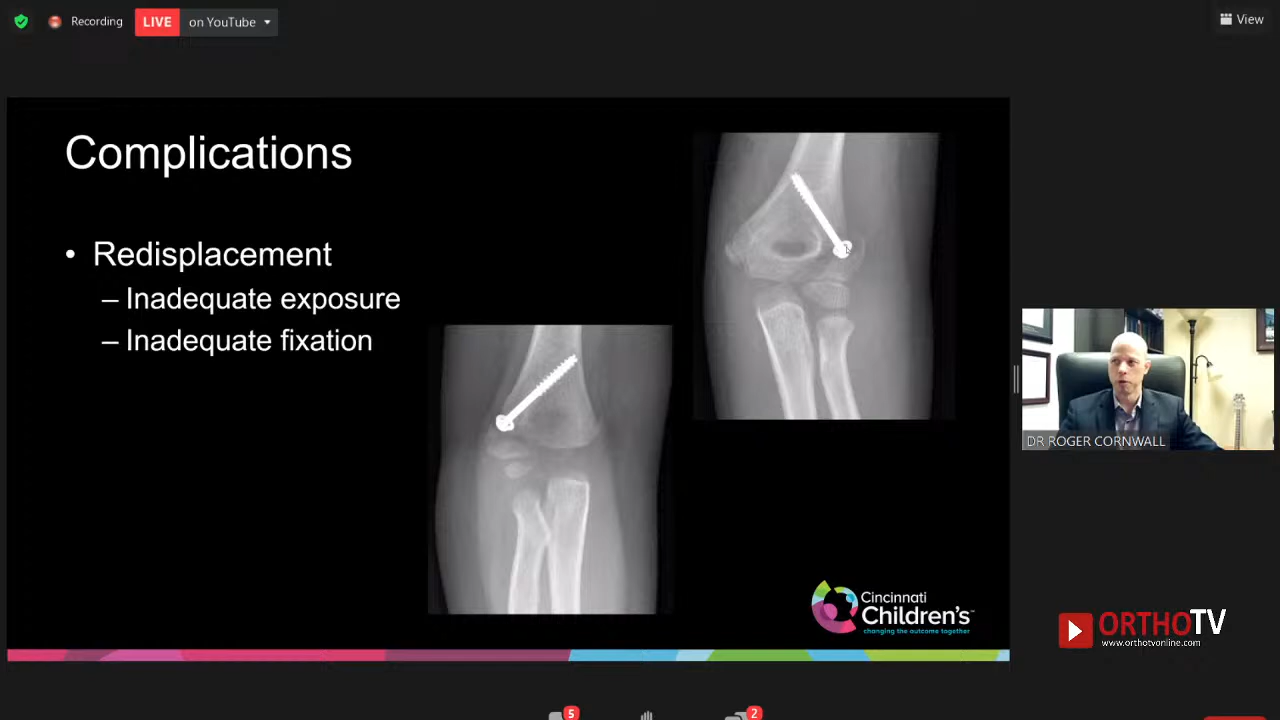 Recording
LIVE
on YouTube
View
Complications
• Redisplacement
– Inadequate exposure
– Inadequate fixation
DR ROGER CORNWALL
Cincinnati
Children's™
changing the outcome together
ORTHOTV
www.orthotvonline.com
5
2